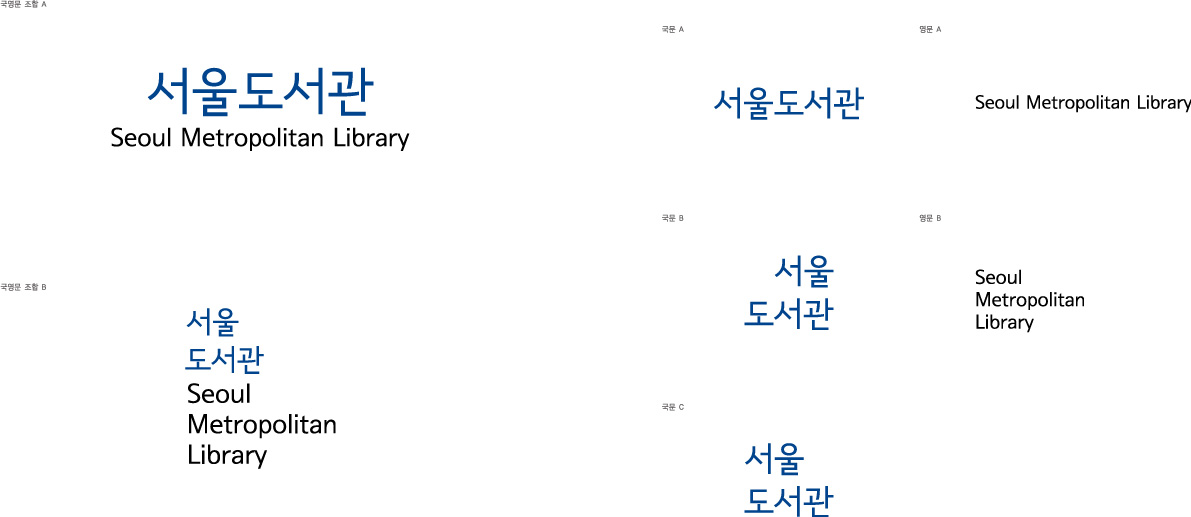 국영문 조합 A
서울도서관
Seoul Metropolitan Library
국영문 조합 B
서울
도서관
Seoul
Metropolitan
Library
국문 A
서울도서관
영문 A
Seoul Metropolitan Library
국문 B
서울
도서관
영문 B
Seoul
Metropolitan
Library
국문 C
서울
도서관